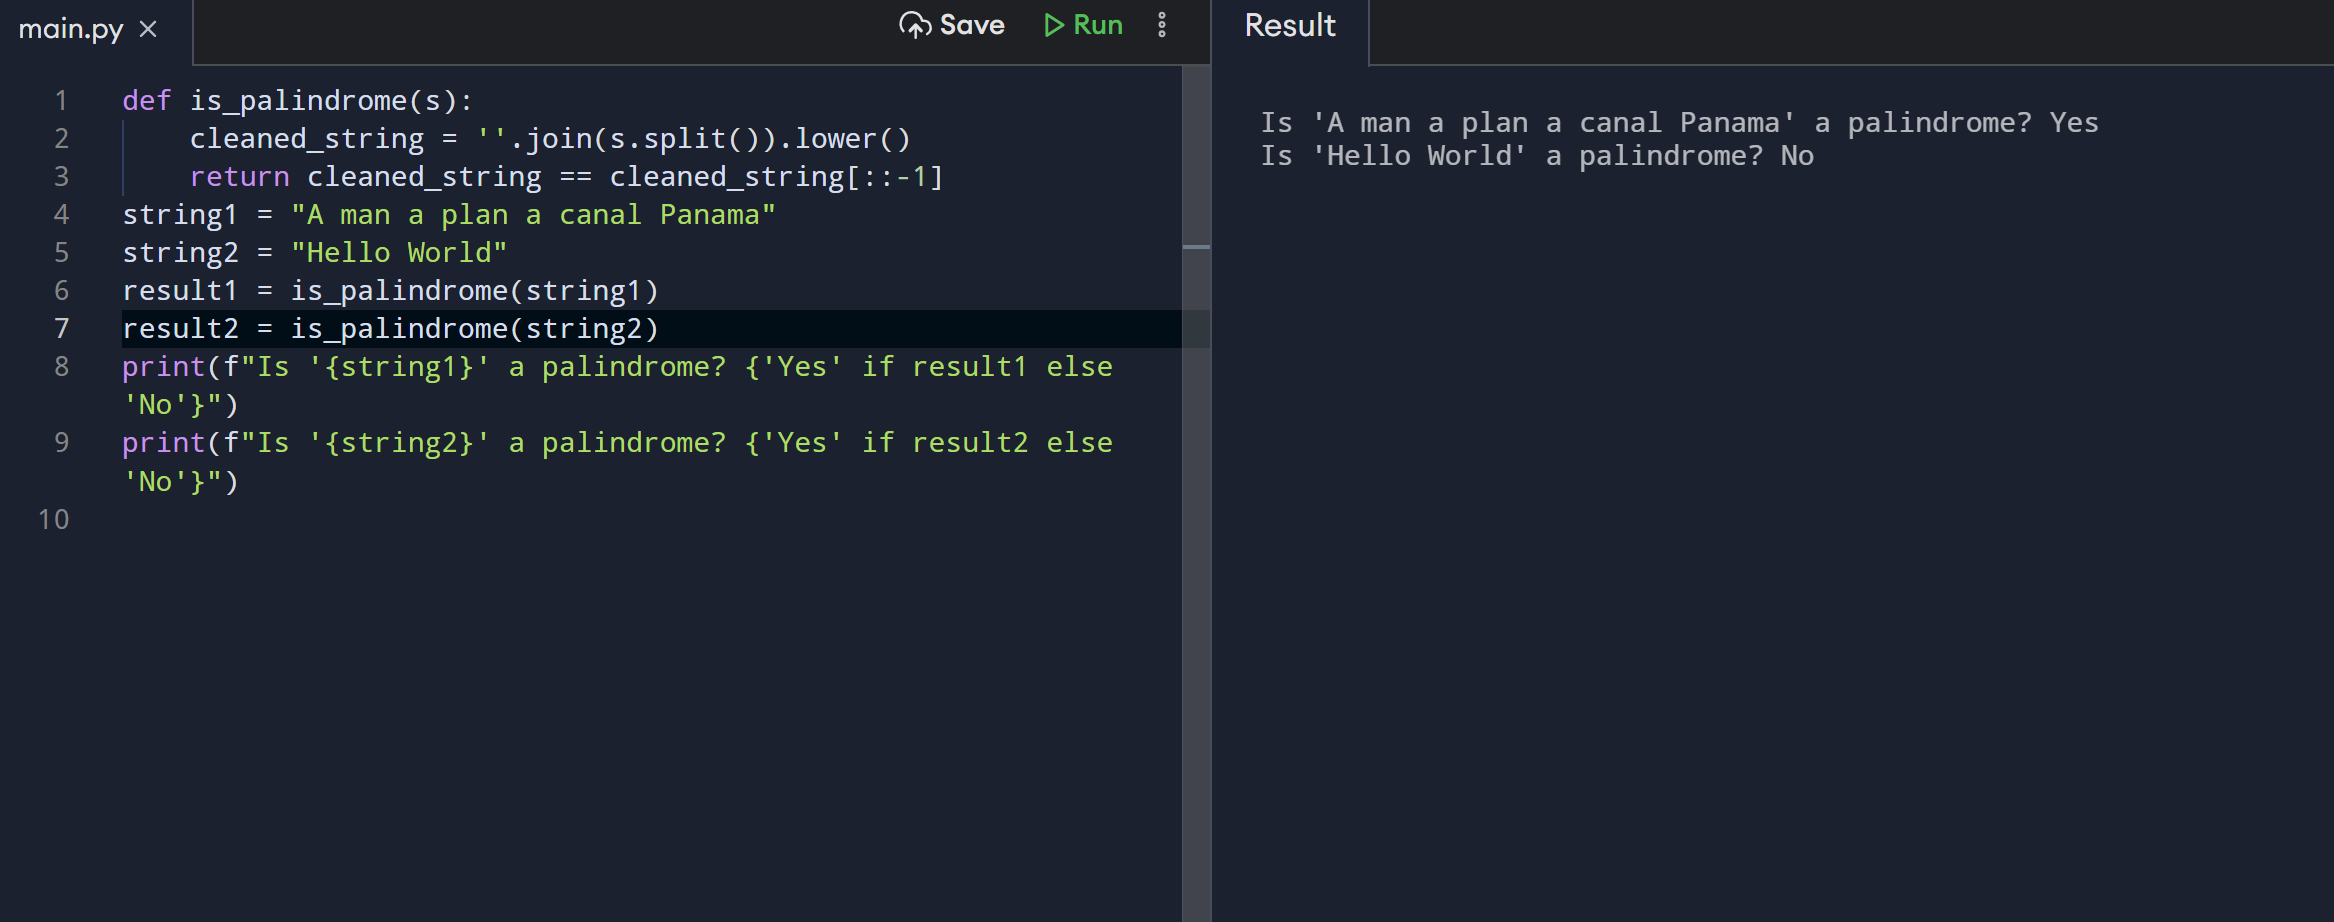 main.py ×
Save Run
Result
1 def is_palindrome(s):
2     cleaned_string = ''.join(s.split()).lower()
3     return cleaned_string == cleaned_string[::-1]
4 string1 = "A man a plan a canal Panama"
5 string2 = "Hello World"
6 result1 = is_palindrome(string1)
7 result2 = is_palindrome(string2)
8 print(f"Is '{string1}' a palindrome? {'Yes' if result1 else
'No'}")
9 print(f"Is '{string2}' a palindrome? {'Yes' if result2 else
'No'}")
10
Is 'A man a plan a canal Panama' a palindrome? Yes
Is 'Hello World' a palindrome? No